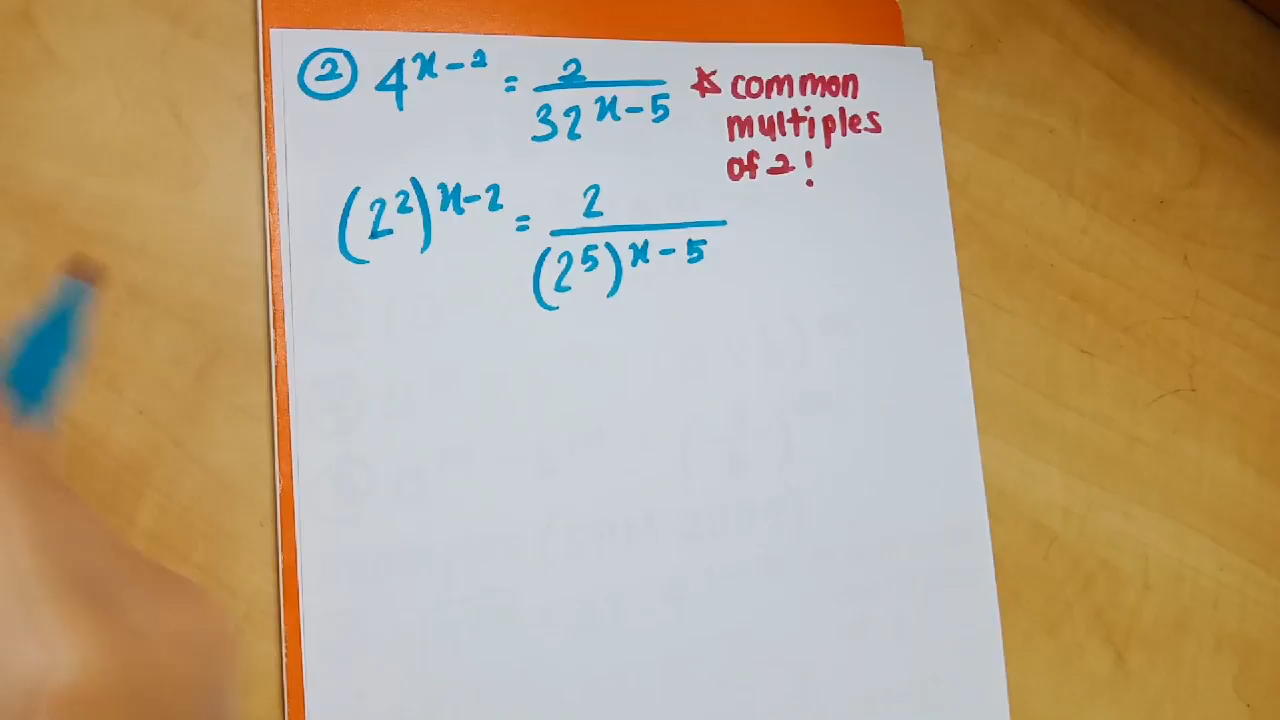 ② 4^(x-2) = 2/32^(x-5) * common
multiples
of 2!
(2²)^(x-2) = 2/(2⁵)^(x-5)